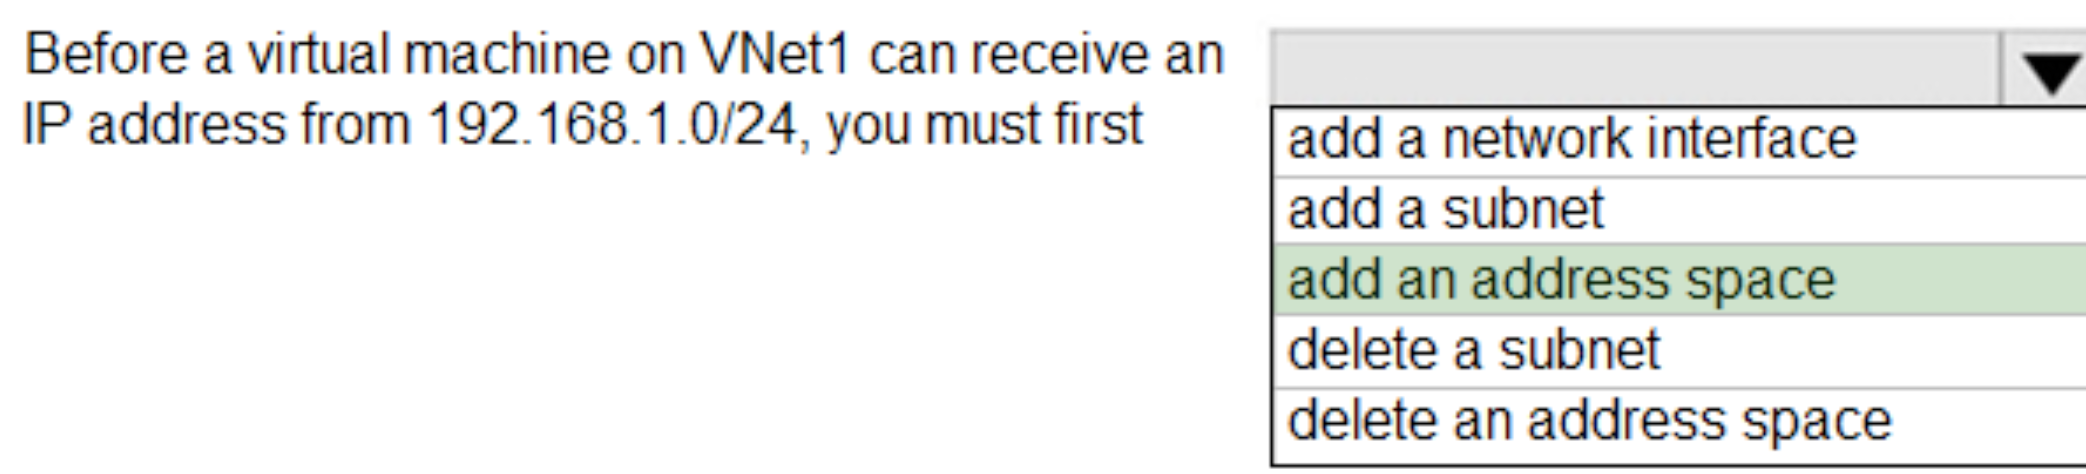 Before a virtual machine on VNet1 can receive an
IP address from 192.168.1.0/24, you must first
add a network interface
add a subnet
add an address space
delete a subnet
delete an address space